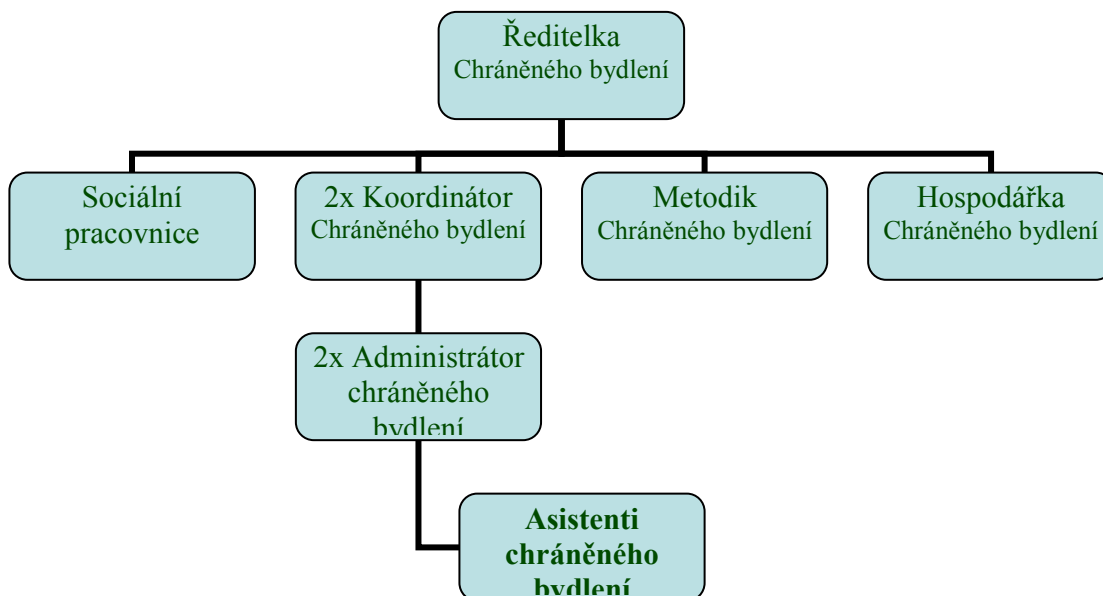 Ředitelka
Chráněného bydlení
Sociální
pracovnice
2x Koordinátor
Chráněného bydlení
Metodik
Chráněného bydlení
Hospodářka
Chráněného bydlení
2x Administrátor
chráněného
bydlení
Asistenti
chráněného
bydlení